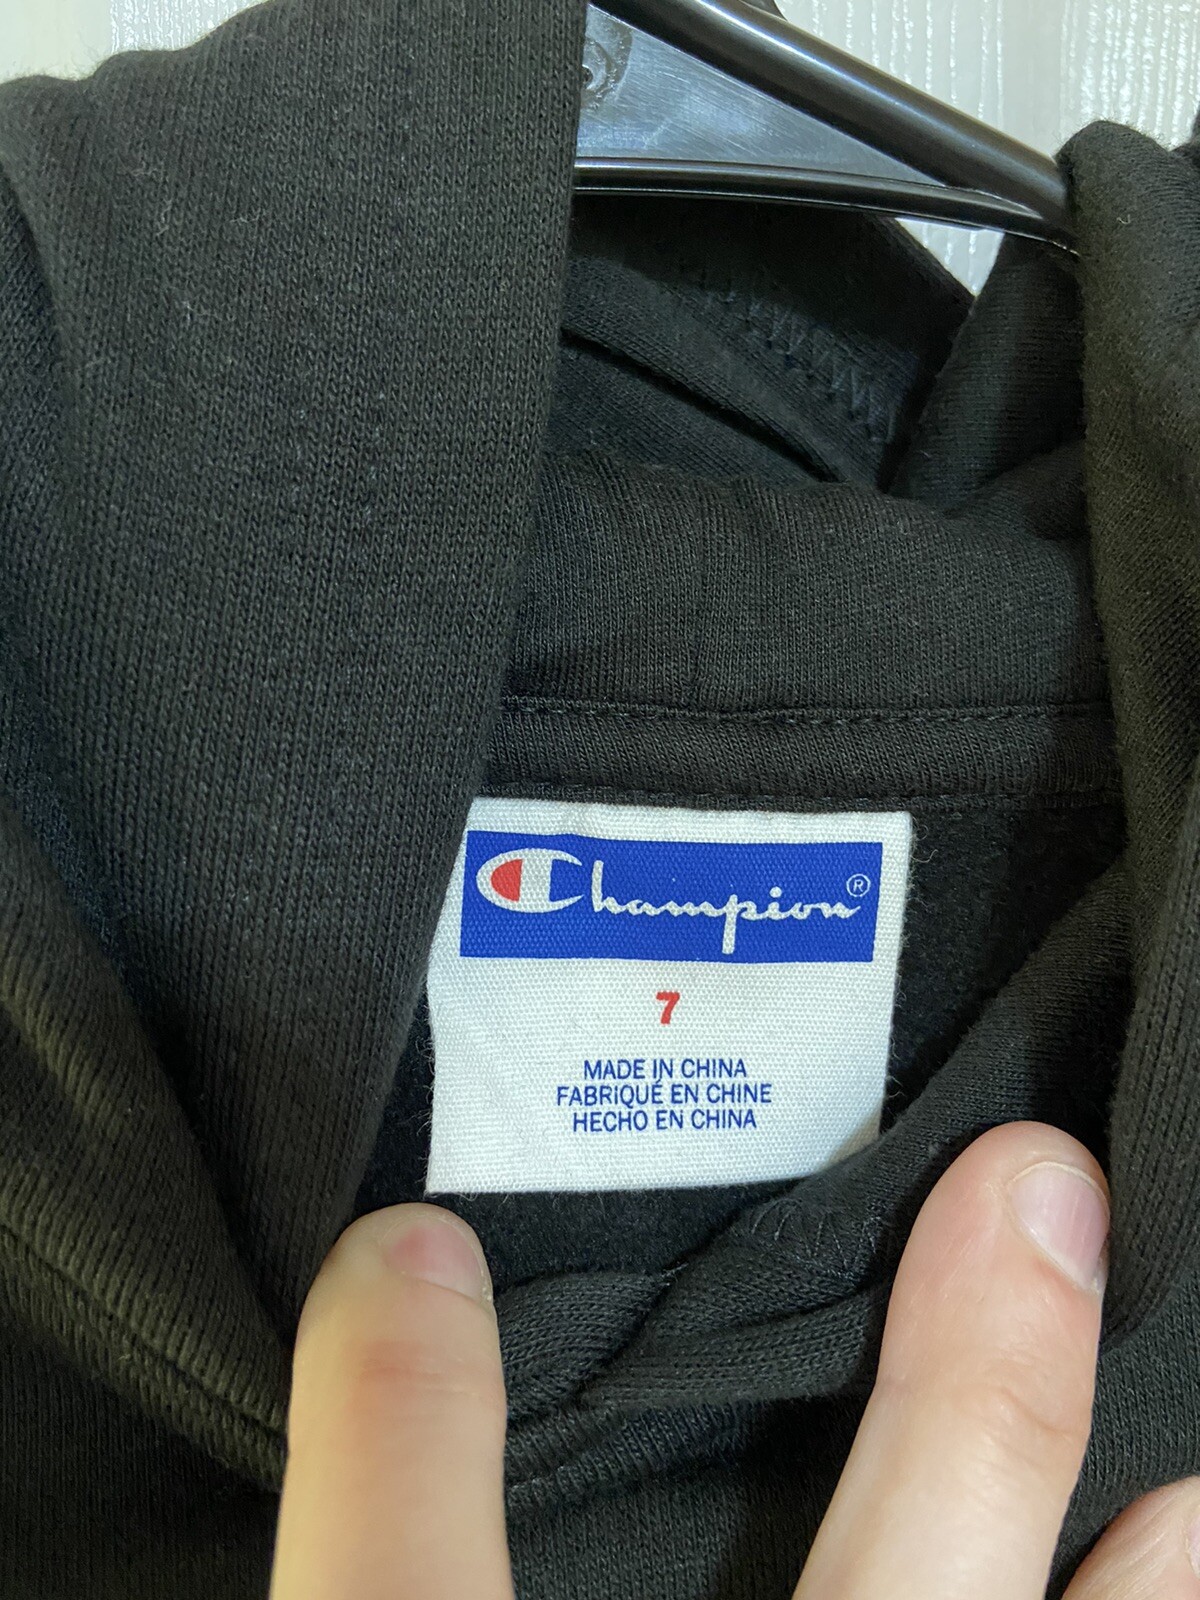 Champion®
7
MADE IN CHINA
FABRIQUÉ EN CHINE
HECHO EN CHINA